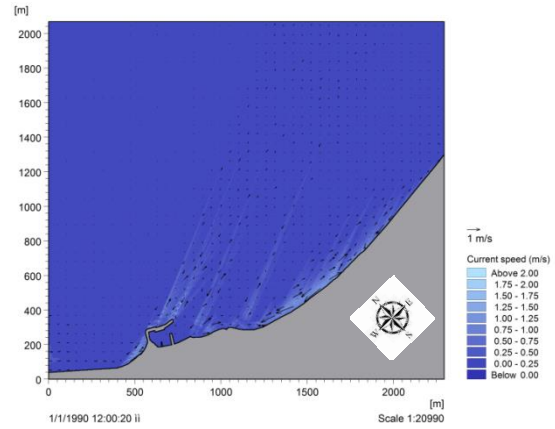 [m]
2000
1800
1600
1400
1200
1000
800
600
400
200
0
0
500
1000
1500
2000
[m]
1/1/1990 12:00:20 ìì
Scale 1:20990
N
E
W
S
1 m/s
Current speed (m/s)
Above 2.00
1.75 - 2.00
1.50 - 1.75
1.25 - 1.50
1.00 - 1.25
0.75 - 1.00
0.50 - 0.75
0.25 - 0.50
0.00 - 0.25
Below 0.00